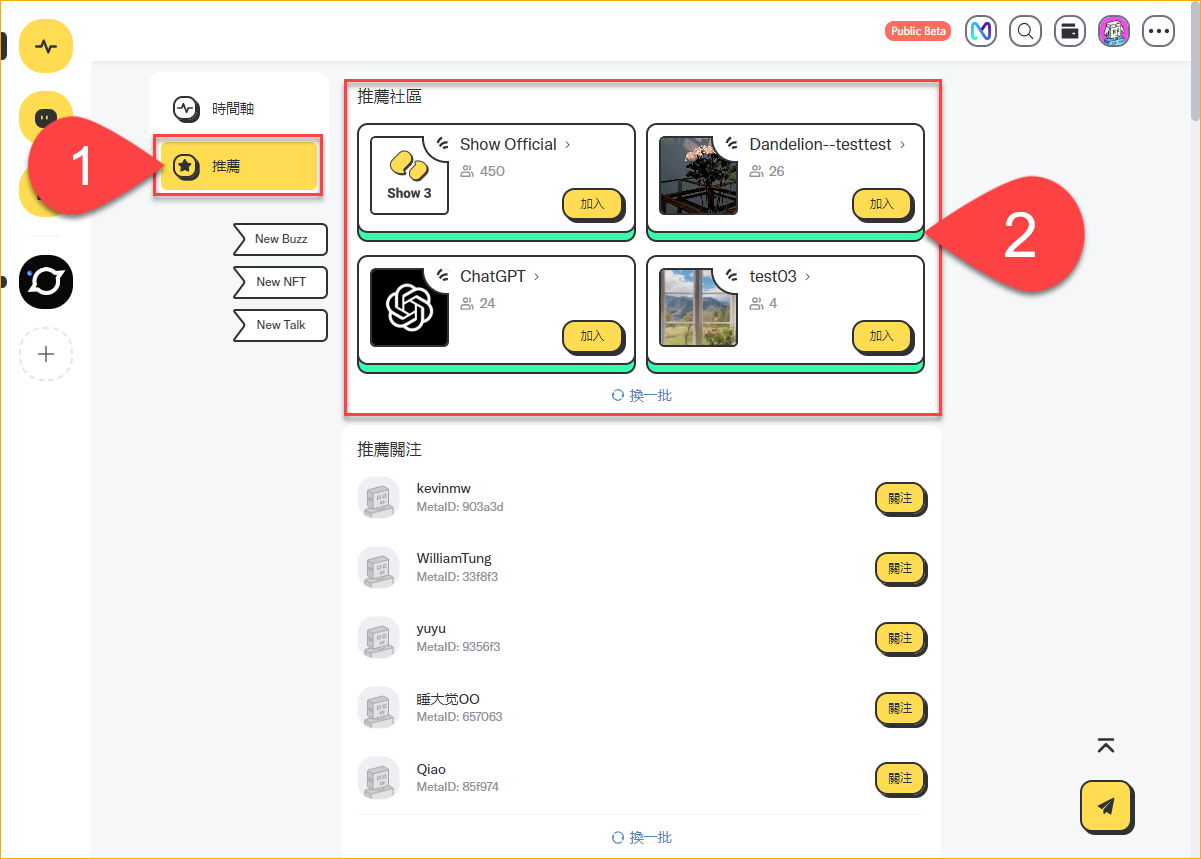 Public Beta
時間軸
1
推薦
New Buzz
New NFT
New Talk
推薦社區
Show Official
450
Show 3
加入
Dandelion--testtest
26
加入
2
ChatGPT
24
加入
test03
4
加入
換一批
推薦關注
kevinmw
MetaID: 903a3d
關注
WilliamTung
MetaID: 33f8f3
關注
yuyu
MetaID: 9356f3
關注
睡大觉OO
MetaID: 657063
關注
Qiao
MetaID: 85f974
關注
換一批